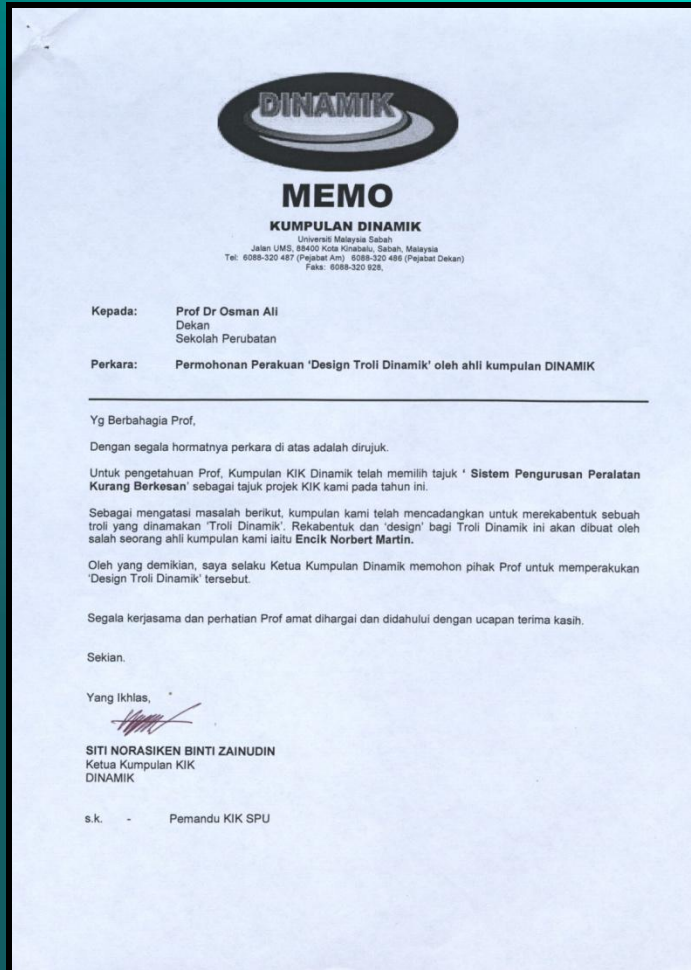 DINAMIK
MEMO
KUMPULAN DINAMIK
Universiti Malaysia Sabah
Jalan UMS, 88400 Kota Kinabalu, Sabah, Malaysia
Tel: 6088-320 487 (Pejabat Am) 6088-320 486 (Pejabat Dekan)
Faks: 6088-320 928,
Kepada: Prof Dr Osman Ali
Dekan
Sekolah Perubatan
Perkara: Permohonan Perakuan 'Design Troli Dinamik' oleh ahli kumpulan DINAMIK
Yg Berbahagia Prof,
Dengan segala hormatnya perkara di atas adalah dirujuk.
Untuk pengetahuan Prof, Kumpulan KIK Dinamik telah memilih tajuk ' Sistem Pengurusan Peralatan
Kurang Berkesan' sebagai tajuk projek KIK kami pada tahun ini.
Sebagai mengatasi masalah berikut, kumpulan kami telah mencadangkan untuk merekabentuk sebuah
troli yang dinamakan 'Troli Dinamik'. Rekabentuk dan 'design' bagi Troli Dinamik ini akan dibuat oleh
salah seorang ahli kumpulan kami iaitu Encik Norbert Martin.
Oleh yang demikian, saya selaku Ketua Kumpulan Dinamik memohon pihak Prof untuk memperakukan
'Design Troli Dinamik' tersebut.
Segala kerjasama dan perhatian Prof amat dihargai dan didahului dengan ucapan terima kasih.
Sekian.
Yang Ikhlas,
SITI NORASIKEN BINTI ZAINUDIN
Ketua Kumpulan KIK
DINAMIK
s.k. - Pemandu KIK SPU